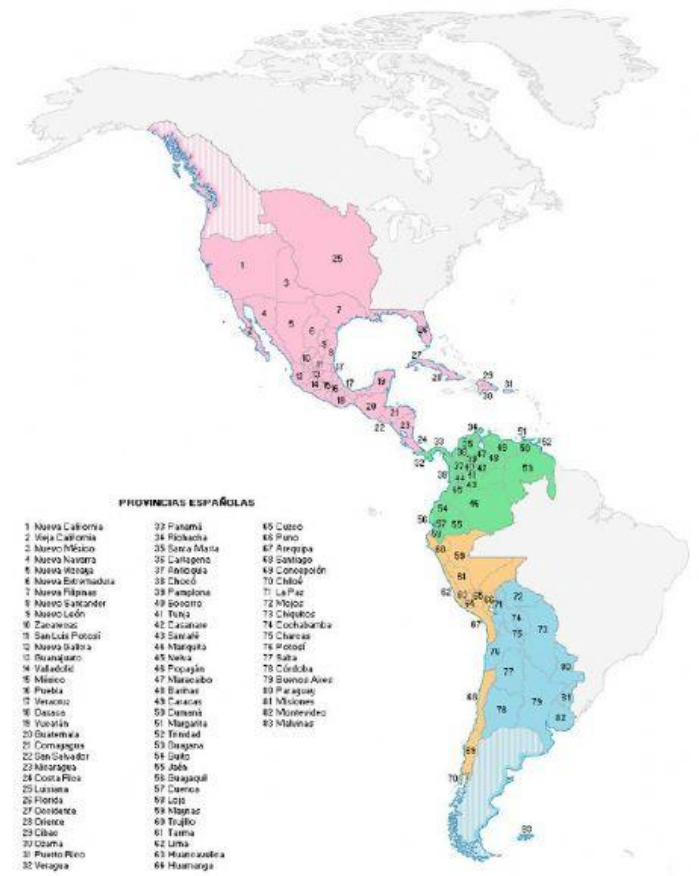 PROVINCIAS ESPAÑOLAS
1 Nueva California
2 Vieja California
3 Nuevo México
4 Nueva Navarra
5 Nueva Vizcaya
6 Nueva Extremadura
7 Nueva Filipinas
8 Nuevo Santander
9 Nuevo León
10 Zacatecas
11 San Luis Potosí
12 Nueva Galicia
13 Guanajuato
14 Valladolid
15 México
16 Puebla
17 Veracruz
18 Oaxaca
19 Yucatán
20 Guatemala
21 Comayagua
22 San Salvador
23 Nicaragua
24 Costa Rica
25 Luisiana
26 Florida
27 Occidente
28 Oriente
29 Cibao
30 Ozama
31 Puerto Rico
32 Veragua
33 Panamá
34 Riohacha
35 Santa Marta
36 Cartagena
37 Antioquia
38 Chocó
39 Pamplona
40 Socorro
41 Tunja
42 Casanare
43 Santafé
44 Mariquita
45 Neiva
46 Popayán
47 Maracaibo
48 Barinas
49 Caracas
50 Cumaná
51 Margarita
52 Trinidad
53 Guayana
54 Quito
55 Jaén
56 Guayaquil
57 Cuenca
58 Loja
59 Maynas
60 Trujillo
61 Tarma
62 Lima
63 Huancavelica
64 Huamanga
65 Cuzco
66 Puno
67 Arequipa
68 Santiago
69 Concepción
70 Chiloé
71 La Paz
72 Mojos
73 Chiquitos
74 Cochabamba
75 Charcas
76 Potosí
77 Salta
78 Córdoba
79 Buenos Aires
80 Paraguay
81 Misiones
82 Montevideo
83 Malvinas